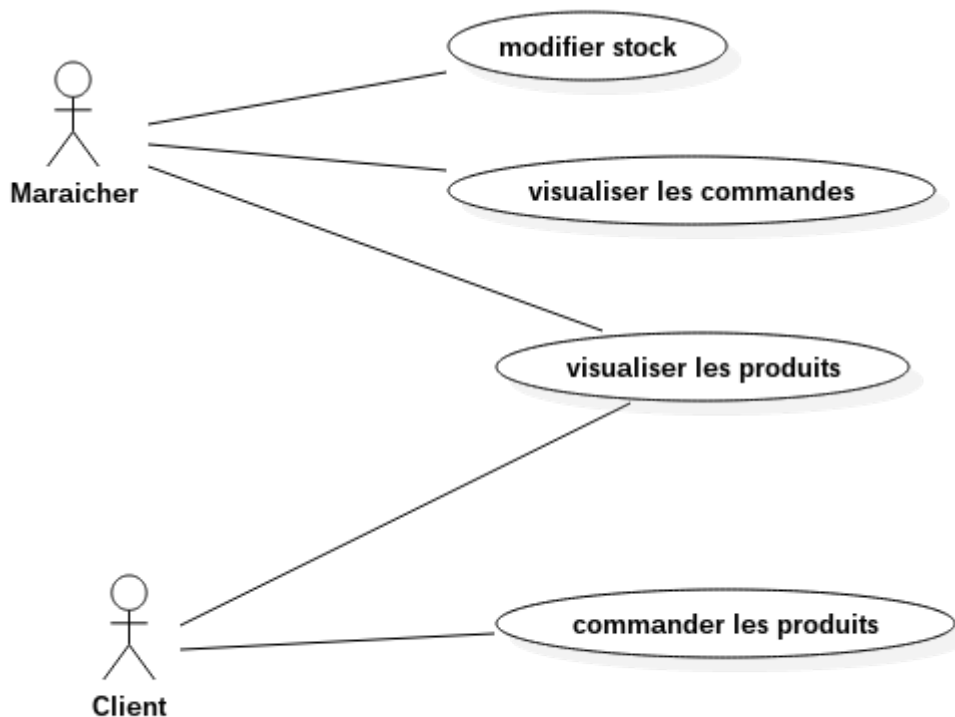 modifier stock
Maraicher
visualiser les commandes
visualiser les produits
commander les produits
Client